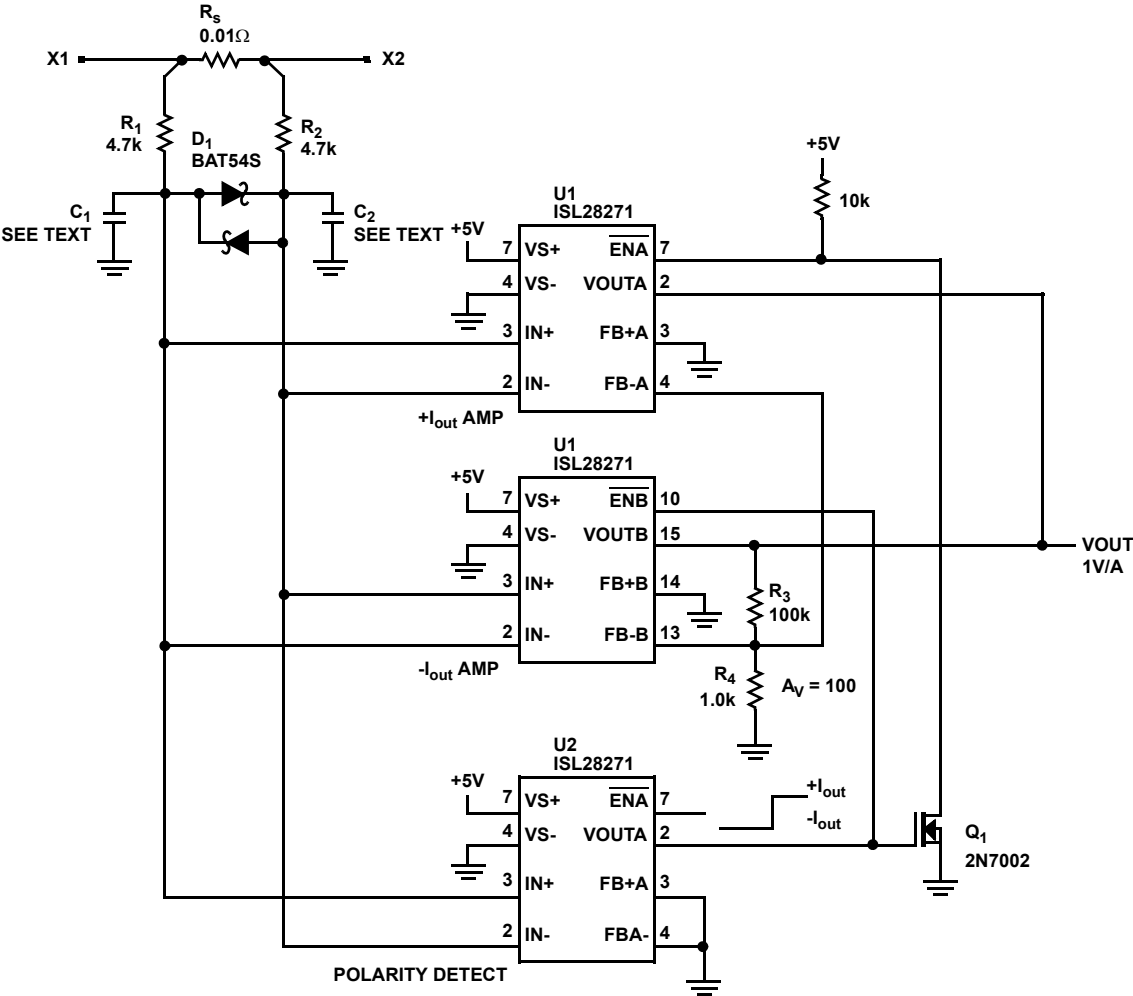 Rs
0.01Ω
X1
X2
R1
4.7k
D1
BAT54S
R2
4.7k
C1
SEE TEXT
C2
SEE TEXT
+5V
10k
U1
ISL28271
+5V
7 VS+ ENA 7
4 VS- VOUTA 2
3 IN+ FB+A 3
2 IN- FB-A 4
+Iout AMP
U1
ISL28271
+5V
7 VS+ ENB 10
4 VS- VOUTB 15
3 IN+ FB+B 14
2 IN- FB-B 13
-Iout AMP
VOUT
1V/A
R3
100k
R4
1.0k
AV = 100
U2
ISL28271
+5V
7 VS+ ENA 7
4 VS- VOUTA 2
3 IN+ FB+A 3
2 IN- FBA- 4
POLARITY DETECT
+Iout
-Iout
Q1
2N7002